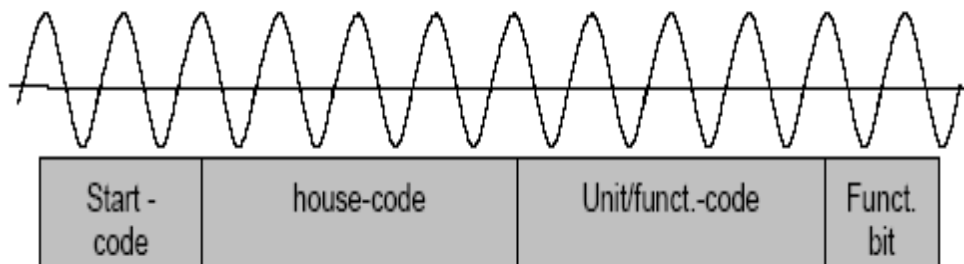 Start -
code
house-code
Unit/funct.-code
Funct.
bit